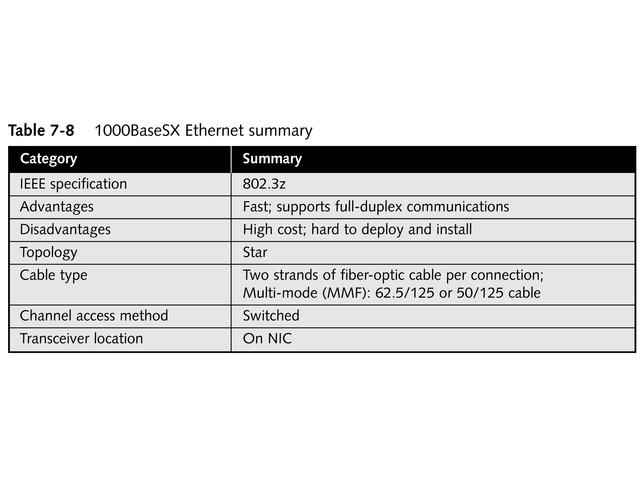 Table 7-8 1000BaseSX Ethernet summary
Category Summary
IEEE specification 802.3z
Advantages Fast; supports full-duplex communications
Disadvantages High cost; hard to deploy and install
Topology Star
Cable type Two strands of fiber-optic cable per connection;
Multi-mode (MMF): 62.5/125 or 50/125 cable
Channel access method Switched
Transceiver location On NIC